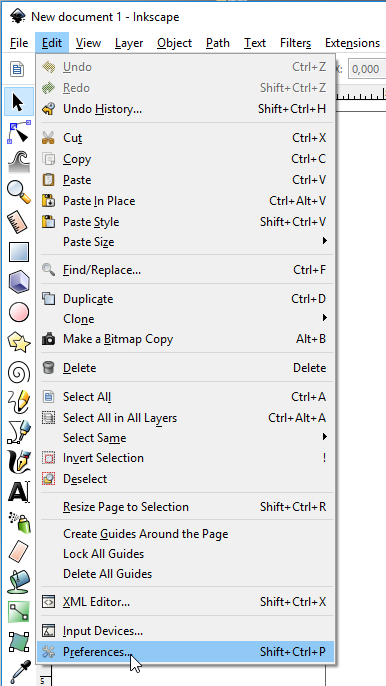 New document 1 - Inkscape
File Edit View Layer Object Path Text Filters Extensions
X: 0,000
Undo Ctrl+Z
Redo Shift+Ctrl+Z
Undo History... Shift+Ctrl+H
Cut Ctrl+X
Copy Ctrl+C
Paste Ctrl+V
Paste In Place Ctrl+Alt+V
Paste Style Shift+Ctrl+V
Paste Size
Find/Replace... Ctrl+F
Duplicate Ctrl+D
Clone
Make a Bitmap Copy Alt+B
Delete Delete
Select All Ctrl+A
Select All in All Layers Ctrl+Alt+A
Select Same
Invert Selection !
Deselect
Resize Page to Selection Shift+Ctrl+R
Create Guides Around the Page
Lock All Guides
Delete All Guides
XML Editor... Shift+Ctrl+X
Input Devices...
Preferences... Shift+Ctrl+P